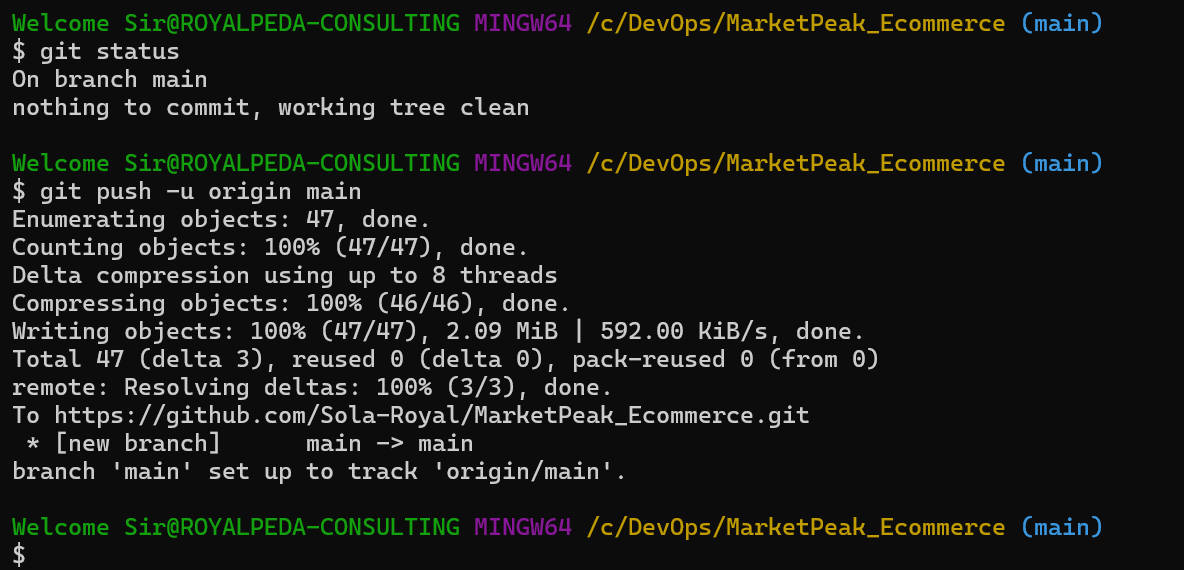 Welcome Sir@ROYALPEDA-CONSULTING MINGW64 /c/DevOps/MarketPeak_Ecommerce (main)
$ git status
On branch main
nothing to commit, working tree clean
Welcome Sir@ROYALPEDA-CONSULTING MINGW64 /c/DevOps/MarketPeak_Ecommerce (main)
$ git push -u origin main
Enumerating objects: 47, done.
Counting objects: 100% (47/47), done.
Delta compression using up to 8 threads
Compressing objects: 100% (46/46), done.
Writing objects: 100% (47/47), 2.09 MiB | 592.00 KiB/s, done.
Total 47 (delta 3), reused 0 (delta 0), pack-reused 0 (from 0)
remote: Resolving deltas: 100% (3/3), done.
To https://github.com/Sola-Royal/MarketPeak_Ecommerce.git
 * [new branch]      main -> main
branch 'main' set up to track 'origin/main'.
Welcome Sir@ROYALPEDA-CONSULTING MINGW64 /c/DevOps/MarketPeak_Ecommerce (main)
$